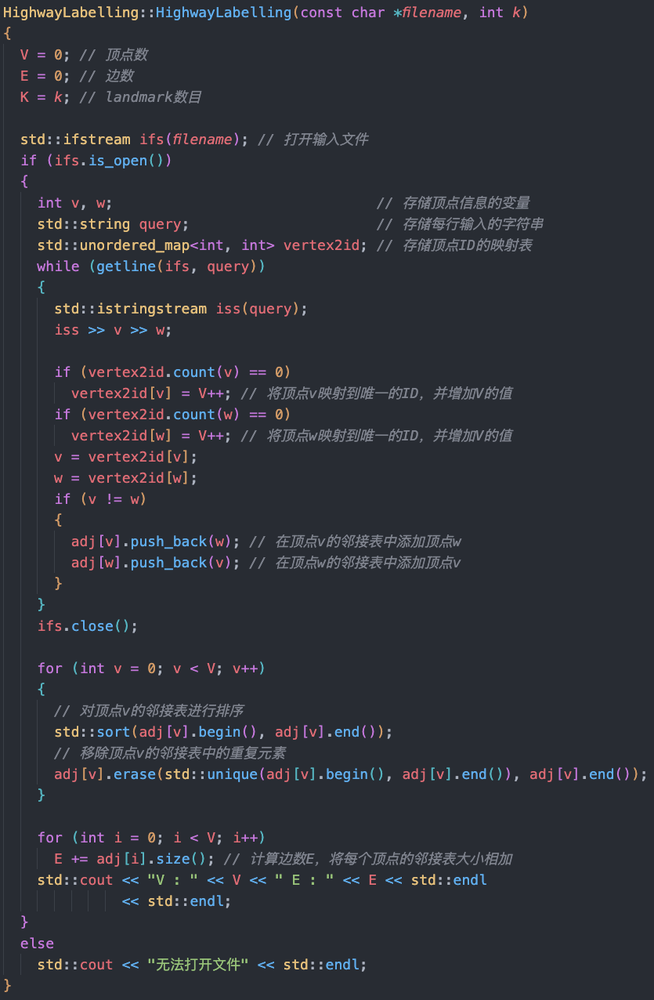 HighwayLabelling::HighwayLabelling(const char *filename, int k)
{
  V = 0; // 顶点数
  E = 0; // 边数
  K = k; // landmark数目

  std::ifstream ifs(filename); // 打开输入文件
  if (ifs.is_open())
  {
    int v, w;                               // 存储顶点信息的变量
    std::string query;                      // 存储每行输入的字符串
    std::unordered_map<int, int> vertex2id; // 存储顶点ID的映射表
    while (getline(ifs, query))
    {
      std::istringstream iss(query);
      iss >> v >> w;

      if (vertex2id.count(v) == 0)
        vertex2id[v] = V++; // 将顶点v映射到唯一的ID，并增加V的值
      if (vertex2id.count(w) == 0)
        vertex2id[w] = V++; // 将顶点w映射到唯一的ID，并增加V的值
      v = vertex2id[v];
      w = vertex2id[w];
      if (v != w)
      {
        adj[v].push_back(w); // 在顶点v的邻接表中添加顶点w
        adj[w].push_back(v); // 在顶点w的邻接表中添加顶点v
      }
    }
    ifs.close();

    for (int v = 0; v < V; v++)
    {
      // 对顶点v的邻接表进行排序
      std::sort(adj[v].begin(), adj[v].end());
      // 移除顶点v的邻接表中的重复元素
      adj[v].erase(std::unique(adj[v].begin(), adj[v].end()), adj[v].end());
    }

    for (int i = 0; i < V; i++)
      E += adj[i].size(); // 计算边数E，将每个顶点的邻接表大小相加
    std::cout << "V : " << V << " E : " << E << std::endl
              << std::endl;
  }
  else
    std::cout << "无法打开文件" << std::endl;
}